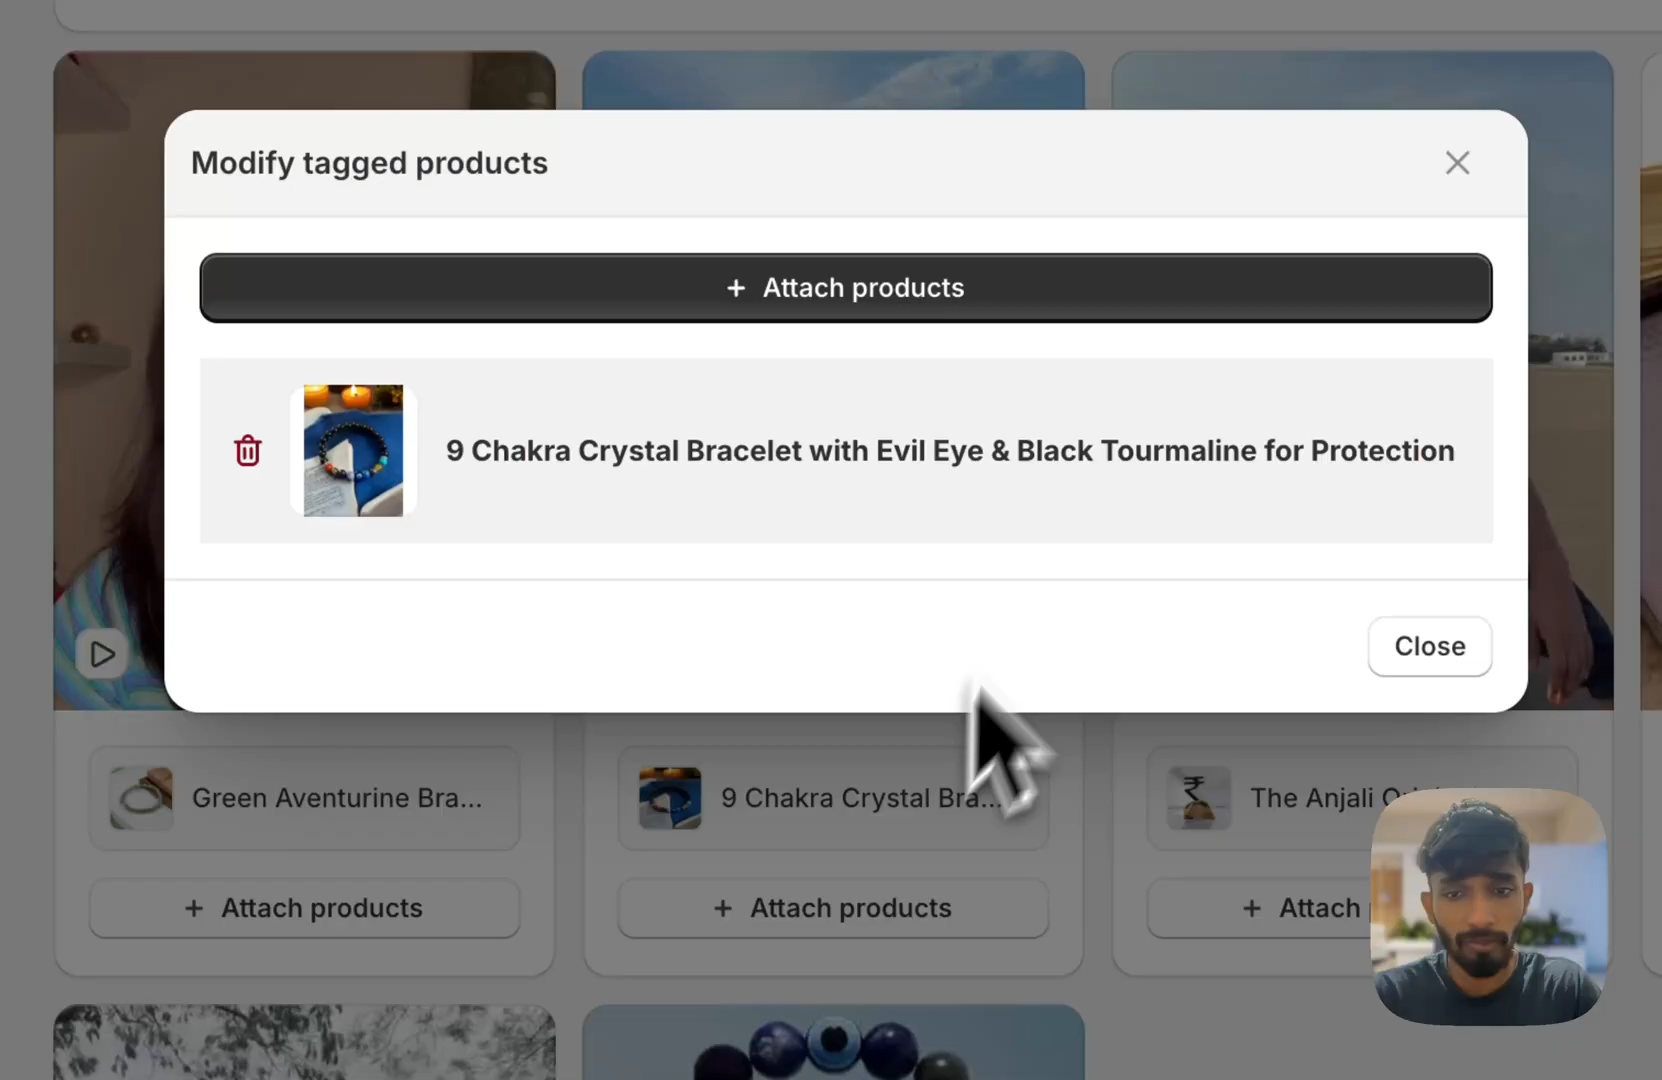 Modify tagged products
+ Attach products
9 Chakra Crystal Bracelet with Evil Eye & Black Tourmaline for Protection
Close
Green Aventurine Bra...
9 Chakra Crystal Bra...
The Anjali
+ Attach products
+ Attach products
+ Attach